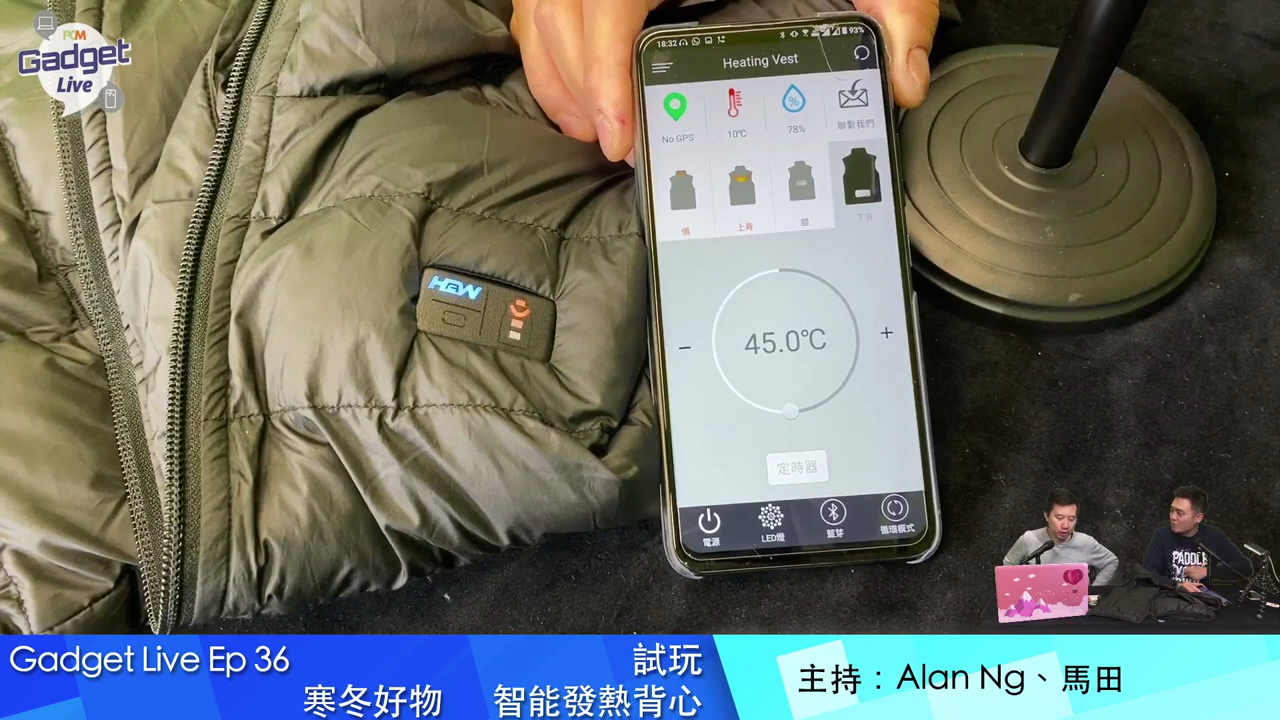 PCM
Gadget
Live
18:32
93%
Heating Vest
No GPS
10℃
%
78%
聯繫我們
領
上背
腰
下背
HBW
− 45.0℃ +
定時器
電源
LED燈
藍芽
循環模式
PADDLE
Gadget Live Ep 36
試玩
寒冬好物 智能發熱背心
主持：Alan Ng、馬田